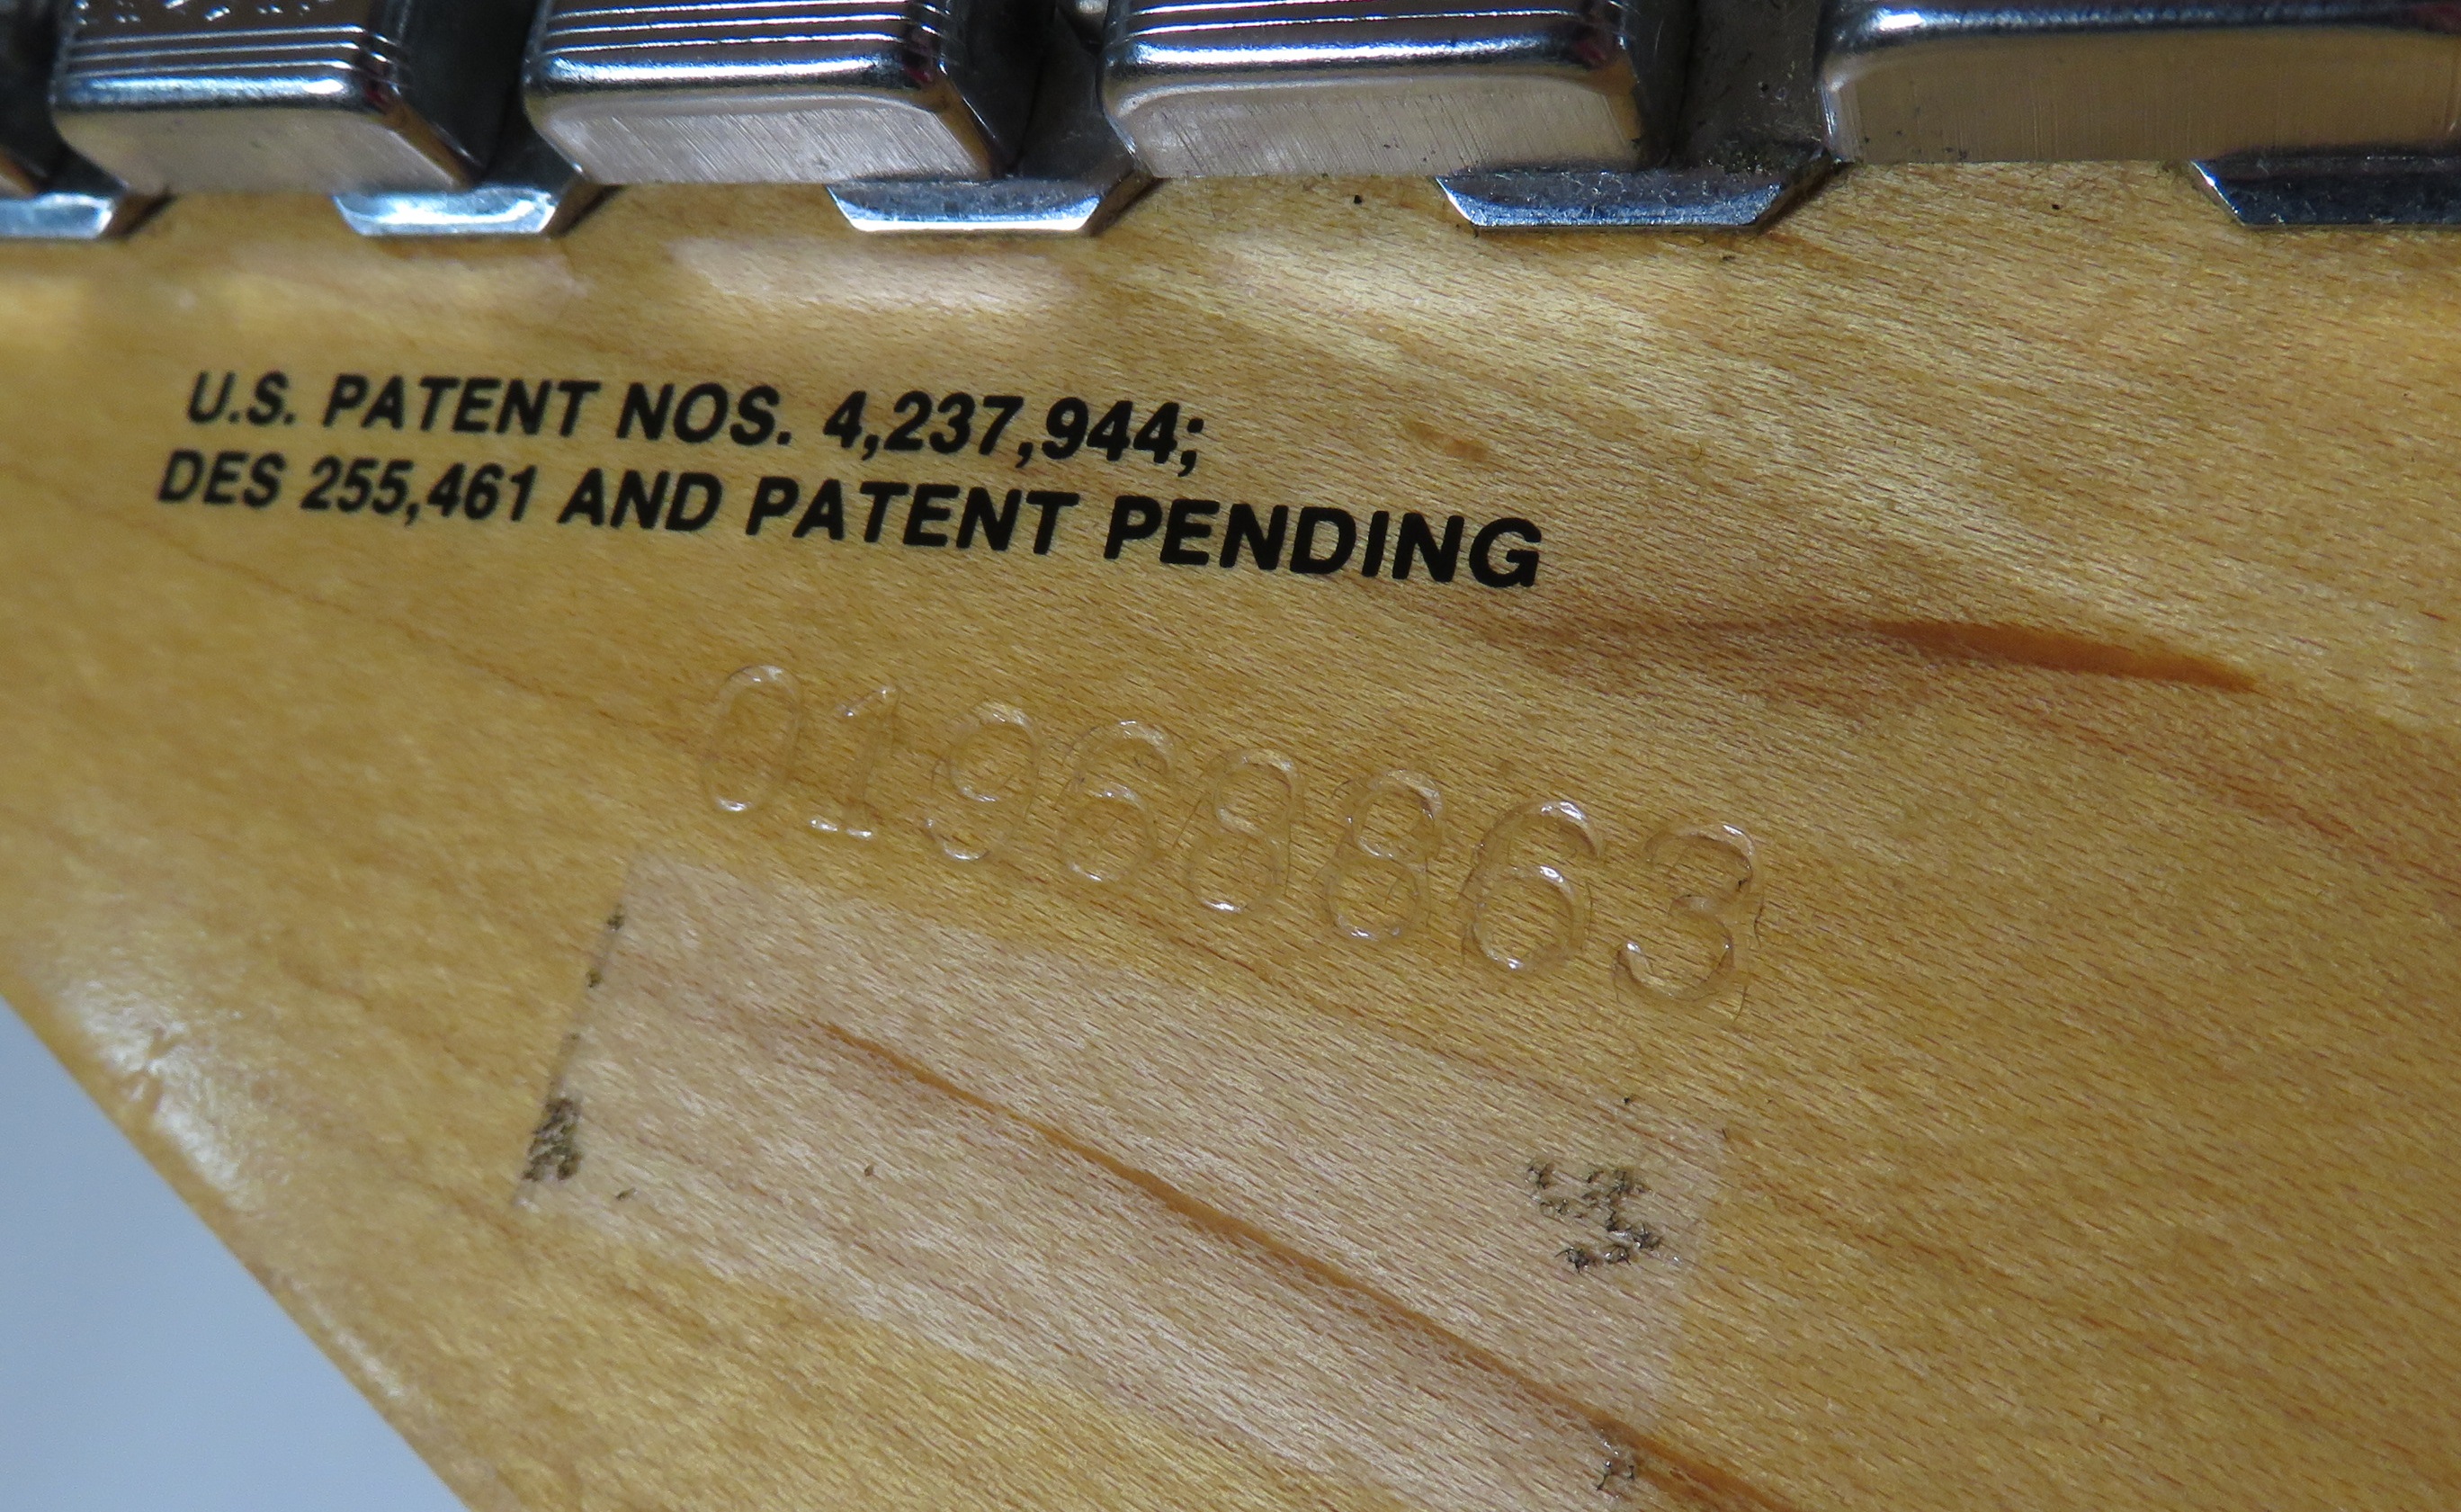 U.S. PATENT NOS. 4,237,944;
DES 255,461 AND PATENT PENDING
01968863